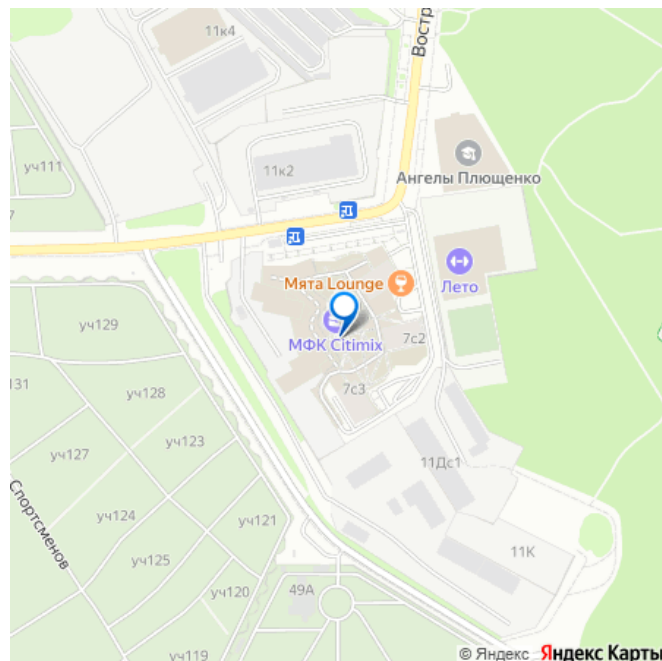 11к4
Востр
уч111
11к2
Ангелы Плющенко
7
Мята Lounge
Лето
уч129
МФК Citimix
7с2
131
уч128
7с3
уч123
уч127
11Дс1
Спортсменов
уч124
уч121
11К
уч125
уч120
49А
уч119
© Яндекс Яндекс Карты